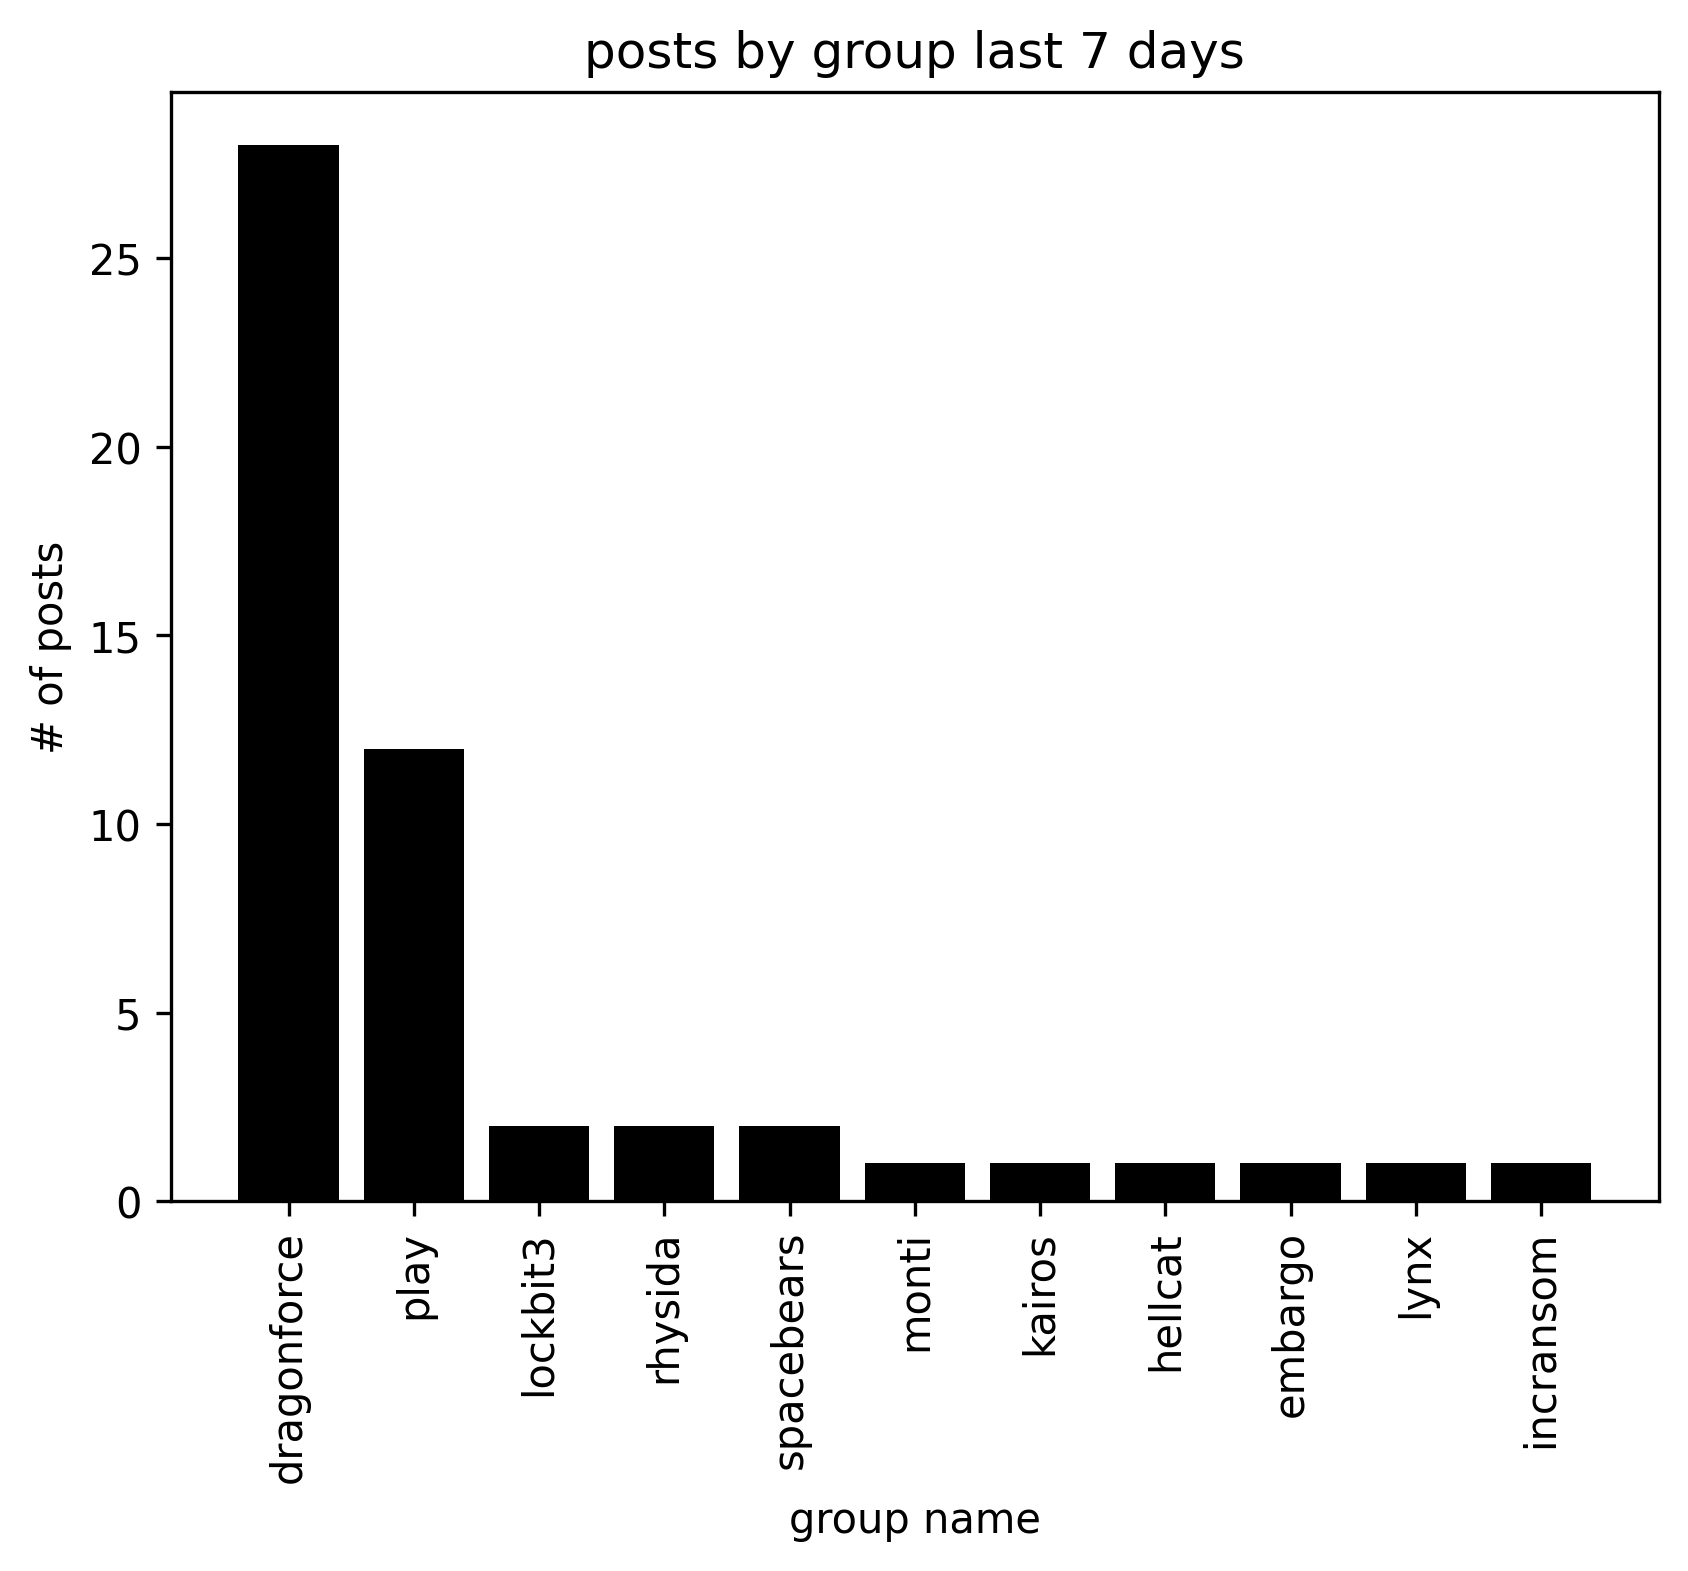 posts by group last 7 days
# of posts
25
20
15
10
5
0
dragonforce
play
lockbit3
rhysida
spacebears
monti
kairos
hellcat
embargo
lynx
incransom
group name